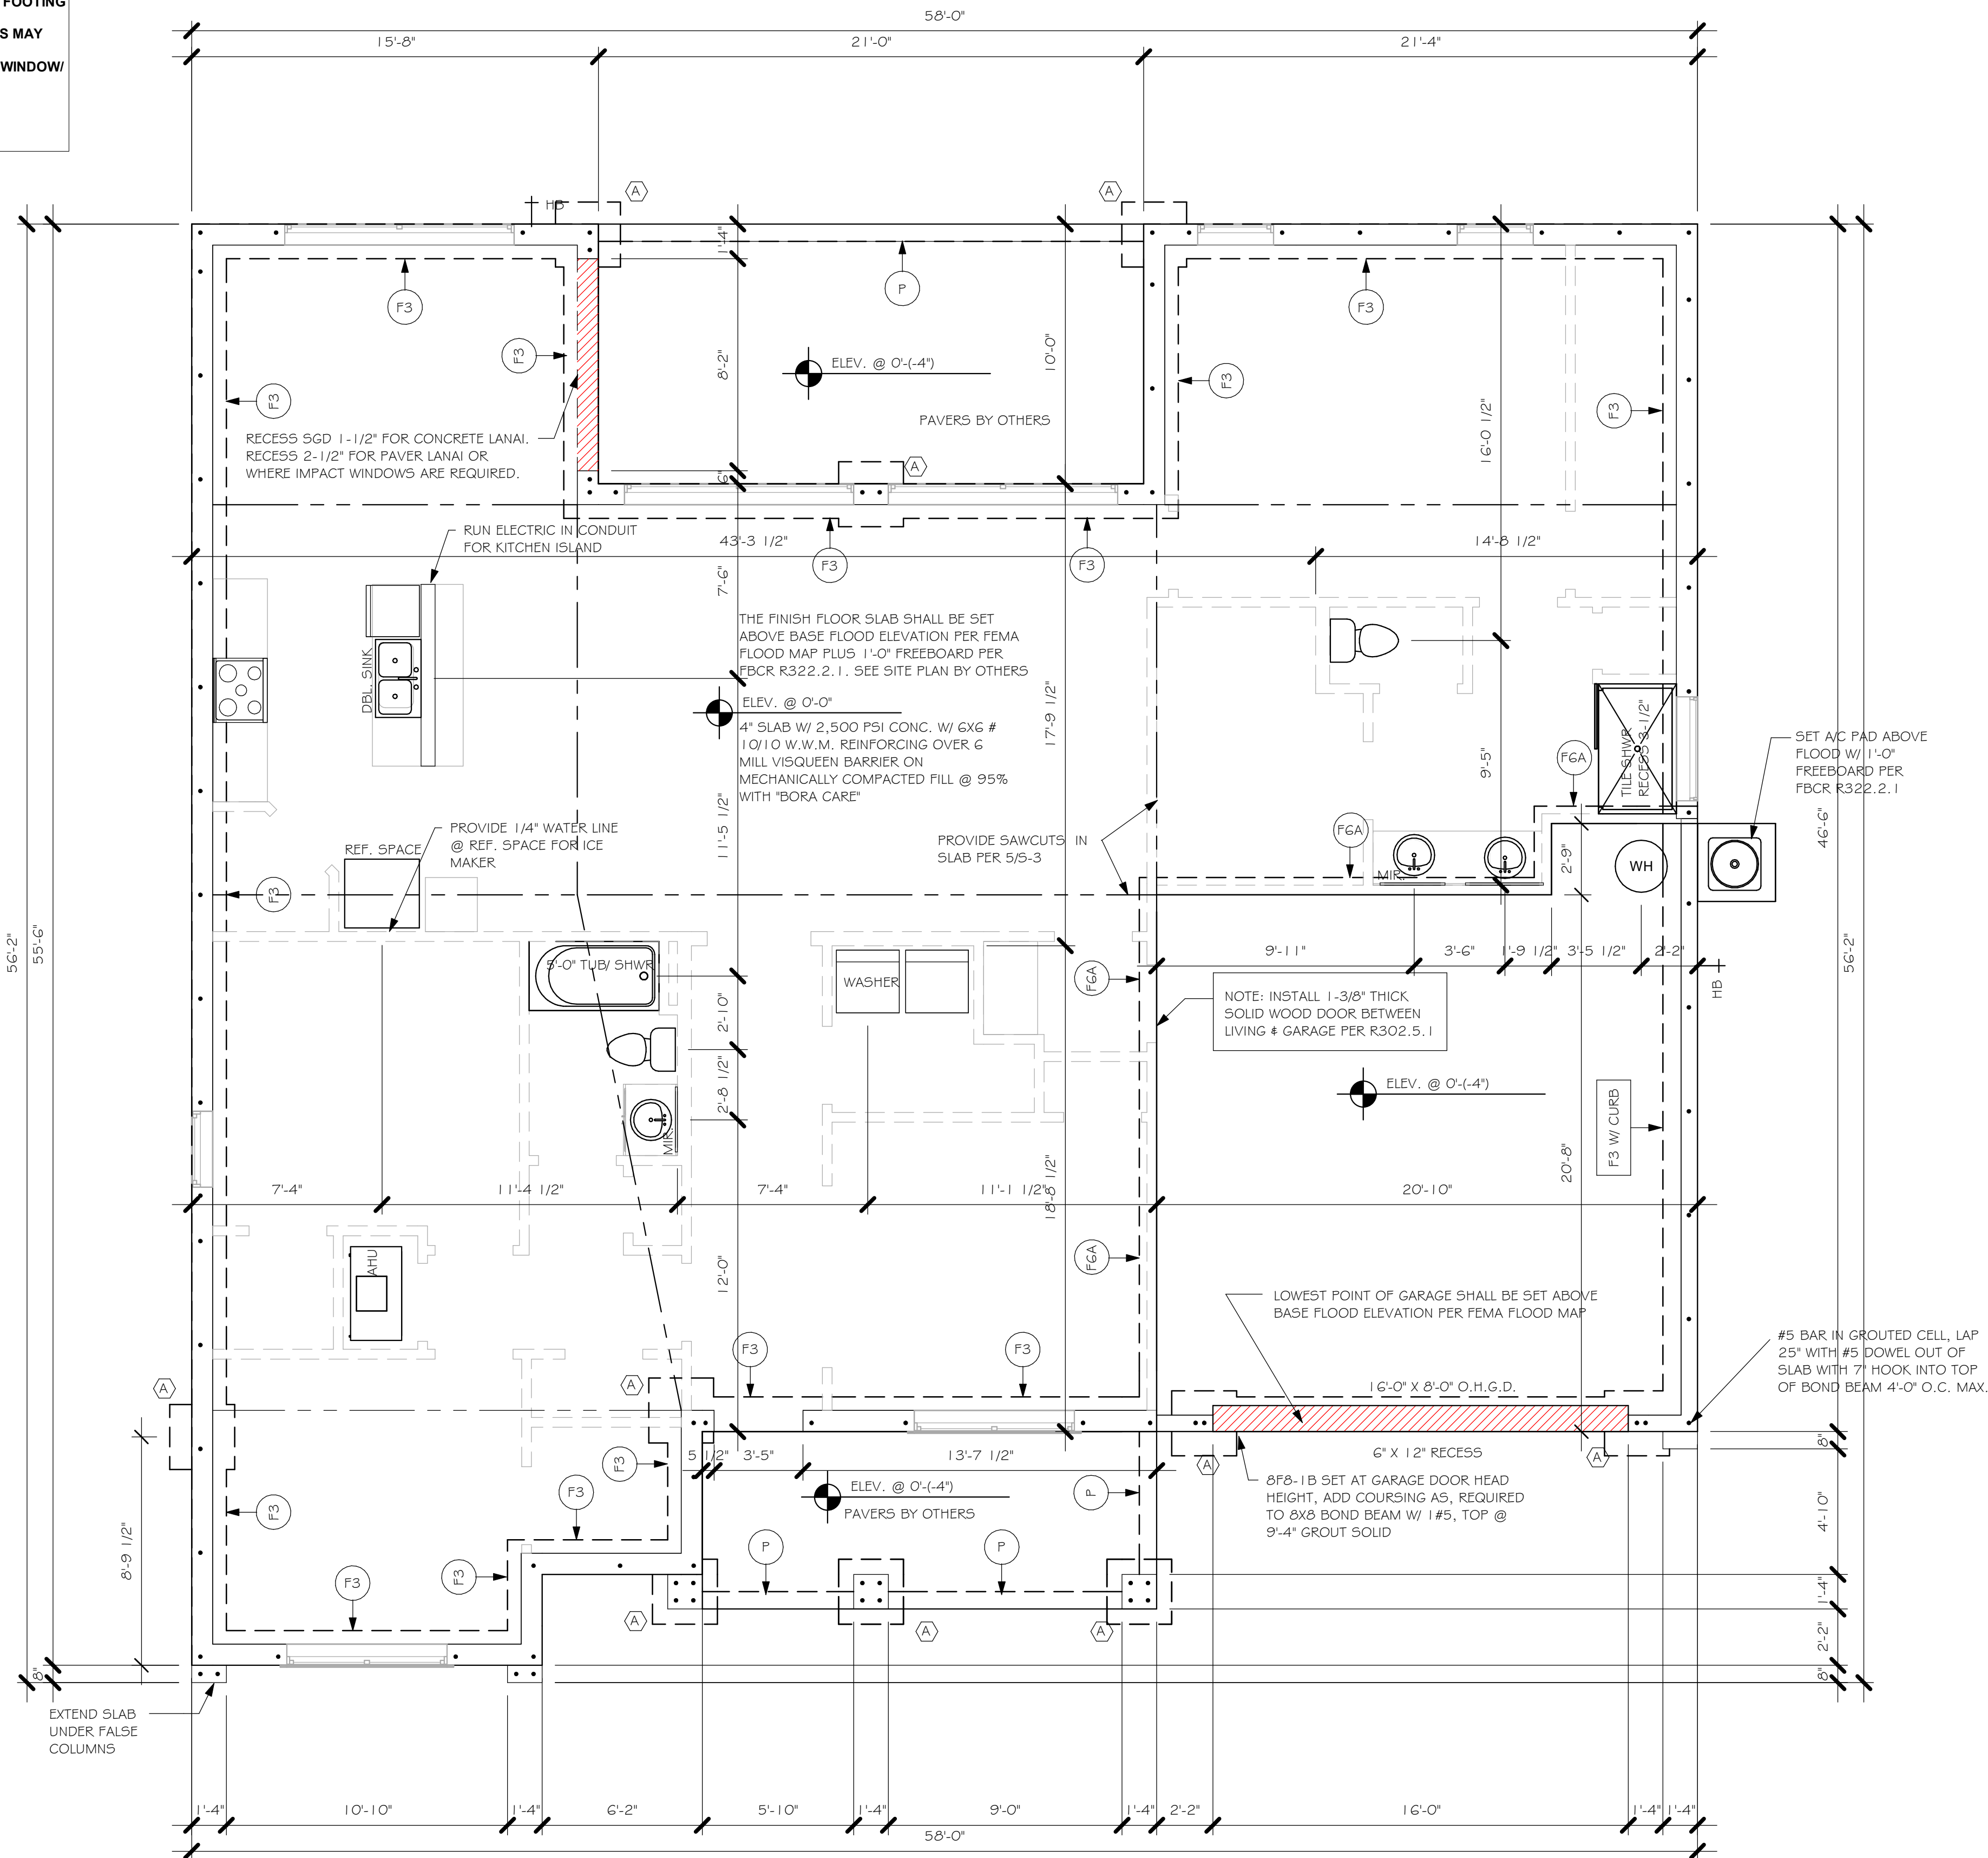 FOOTING
S MAY
WINDOW/
58'-0"
15'-8"
21'-0"
21'-4"
HB
A
A
1'-4"
P
F3
F3
F3
F3
F3
F3
8'-2"
10'-0"
ELEV. @ 0'-(-4")
PAVERS BY OTHERS
16'-0 1/2"
RECESS SGD 1-1/2" FOR CONCRETE LANAI.
RECESS 2-1/2" FOR PAVER LANAI OR
WHERE IMPACT WINDOWS ARE REQUIRED.
6"
A
RUN ELECTRIC IN CONDUIT
FOR KITCHEN ISLAND
43'-3 1/2"
14'-8 1/2"
F3
F3
7'-6"
THE FINISH FLOOR SLAB SHALL BE SET
ABOVE BASE FLOOD ELEVATION PER FEMA
FLOOD MAP PLUS 1'-0" FREEBOARD PER
FBCR R322.2.1. SEE SITE PLAN BY OTHERS
DBL. SINK
ELEV. @ 0'-0"
4" SLAB W/ 2,500 PSI CONC. W/ 6X6 #
10/10 W.W.M. REINFORCING OVER 6
MILL VISQUEEN BARRIER ON
MECHANICALLY COMPACTED FILL @ 95%
WITH "BORA CARE"
17'-9 1/2"
9'-5"
TILE SHWR
RECESS 3-1/2"
F6A
SET A/C PAD ABOVE
FLOOD W/ 1'-0"
FREEBOARD PER
FBCR R322.2.1
46'-6"
11'-5 1/2"
PROVIDE 1/4" WATER LINE
@ REF. SPACE FOR ICE
MAKER
REF. SPACE
PROVIDE SAWCUTS IN
SLAB PER 5/S-3
F6A
MIR.
2'-9"
WH
F3
56'-2"
55'-6"
56'-2"
9'-11"
3'-6"
1'-9 1/2"
3'-5 1/2"
2'-2"
HB
5'-0" TUB/ SHWR
WASHER
F6A
NOTE: INSTALL 1-3/8" THICK
SOLID WOOD DOOR BETWEEN
LIVING & GARAGE PER R302.5.1
2'-10"
2'-8 1/2"
MIR.
ELEV. @ 0'-(-4")
F3 W/ CURB
20'-8"
7'-4"
11'-4 1/2"
7'-4"
11'-1 1/2"
18'-8 1/2"
20'-10"
AHU
12'-0"
F6A
LOWEST POINT OF GARAGE SHALL BE SET ABOVE
BASE FLOOD ELEVATION PER FEMA FLOOD MAP
#5 BAR IN GROUTED CELL, LAP
25" WITH #5 DOWEL OUT OF
SLAB WITH 7" HOOK INTO TOP
OF BOND BEAM 4'-0" O.C. MAX.
F3
F3
A
A
16'-0" X 8'-0" O.H.G.D.
6" X 12" RECESS
8"
5 1/2"
3'-5"
13'-7 1/2"
A
A
F3
8F8-1B SET AT GARAGE DOOR HEAD
HEIGHT, ADD COURSING AS, REQUIRED
TO 8X8 BOND BEAM W/ 1#5, TOP @
9'-4" GROUT SOLID
ELEV. @ 0'-(-4")
PAVERS BY OTHERS
F3
F3
P
4'-10"
8'-9 1/2"
P
P
F3
F3
1'-4"
A
A
A
2'-2"
8"
8"
EXTEND SLAB
UNDER FALSE
COLUMNS
1'-4"
10'-10"
1'-4"
6'-2"
5'-10"
1'-4"
9'-0"
1'-4"
2'-2"
16'-0"
1'-4"
1'-4"
58'-0"